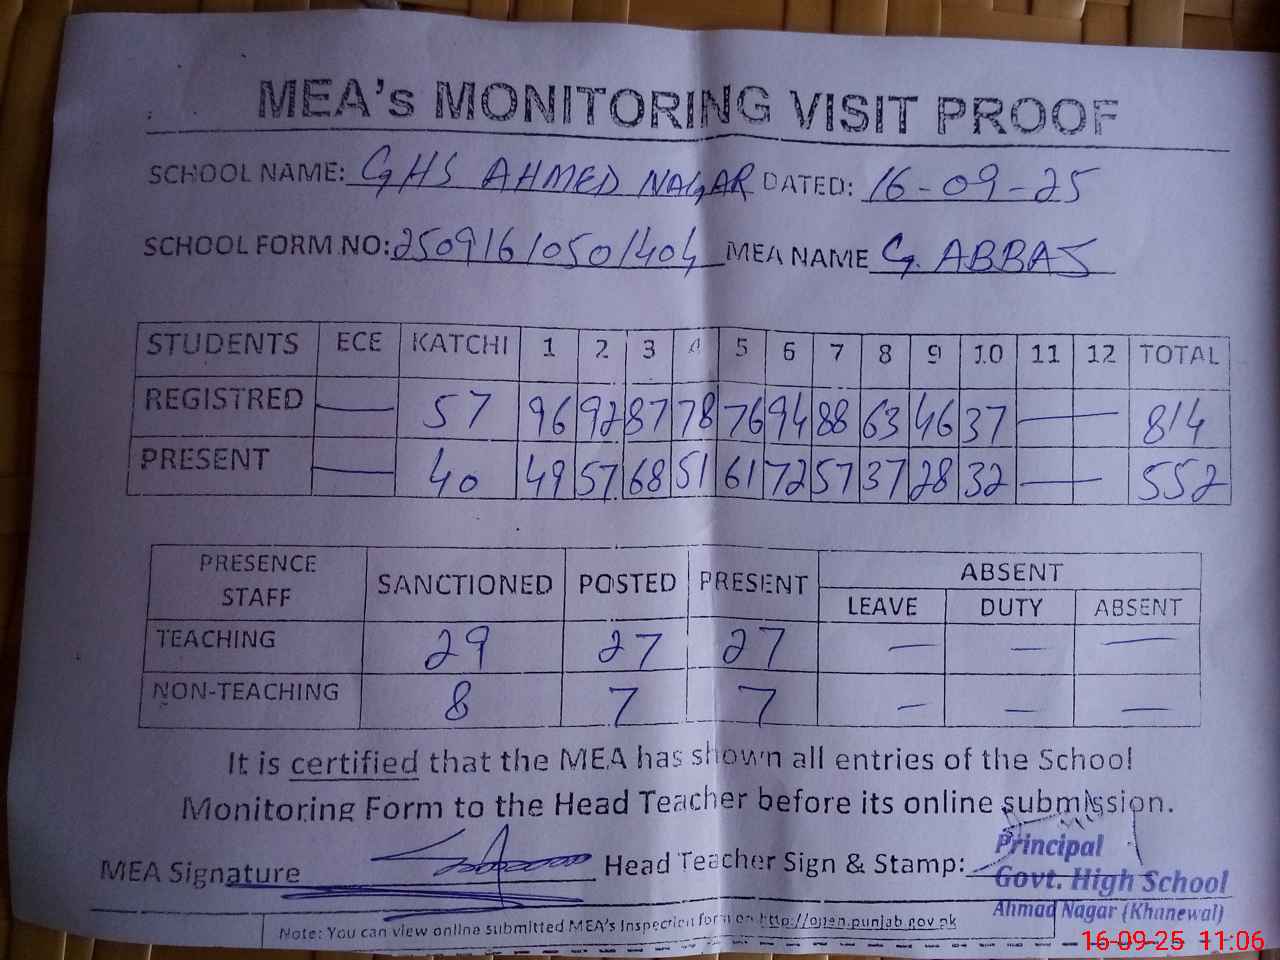 MEA's MONITORING VISIT PROOF
SCHOOL NAME: GHS AHMED NAGAR DATED: 16-09-25
SCHOOL FORM NO: 25091610501404 MEA NAME G. ABBAS
STUDENTS ECE KATCHI 1 2 3 4 5 6 7 8 9 10 11 12 TOTAL
REGISTRED — 57 96 92 87 78 76 94 88 63 46 37 — 814
PRESENT — 40 49 57 68 51 61 72 57 37 28 32 — 552
PRESENCE STAFF SANCTIONED POSTED PRESENT ABSENT
LEAVE DUTY ABSENT
TEACHING 29 27 27 — — —
NON-TEACHING 8 7 7 — — —
It is certified that the MEA has shown all entries of the School
Monitoring Form to the Head Teacher before its online submission.
MEA Signature Head Teacher Sign & Stamp:
Principal
Govt. High School
Ahmad Nagar (Khanewal)
Note: You can view online submitted MEA's Inspection form on http://open.punjab.gov.pk
16-09-25 11:06